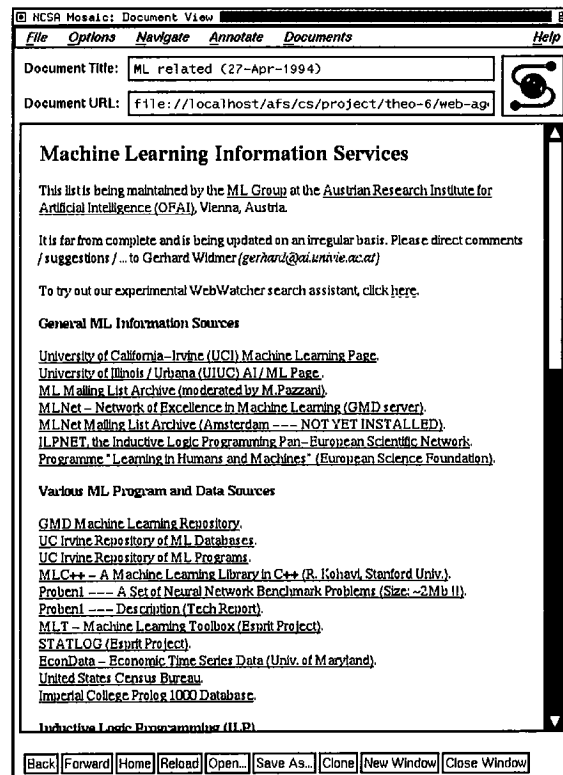 NCSA Mosaic: Document View
File Options Navigate Annotate Documents Help
Document Title: ML related (27-Apr-1994)
Document URL: file://localhost/afs/cs/project/theo-6/web-ag
Machine Learning Information Services
This list is being maintained by the ML Group at the Austrian Research Institute for
Artificial Intelligence (OFAI), Vienna, Austria.
It is far from complete and is being updated on an irregular basis. Please direct comments
/ suggestions / ... to Gerhard Widmer (gerhard@ai.univie.ac.at)
To try out our experimental WebWatcher search assistant, click here.
General ML Information Sources
University of California-Irvine (UCI) Machine Learning Page.
University of Illinois / Urbana (UIUC) AI / ML Page .
ML Mailing List Archive (moderated by M.Pazzani).
MLNet - Network of Excellence in Machine Learning (GMD server).
MLNet Mailing List Archive (Amsterdam --- NOT YET INSTALLED).
ILPNET, the Inductive Logic Programming Pan-European Scientific Network.
Programme "Learning in Humans and Machines" (European Science Foundation).
Various ML Program and Data Sources
GMD Machine Learning Repository.
UC Irvine Repository of ML Databases.
UC Irvine Repository of ML Programs.
MLC++ - A Machine Learning Library in C++ (R. Kohavi, Stanford Univ.).
Proben1 --- A Set of Neural Network Benchmark Problems (Size: ~2Mb !!).
Proben1 --- Description (Tech Report).
MLT - Machine Learning Toolbox (Esprit Project).
STATLOG (Esprit Project).
EconData - Economic Time Series Data (Univ. of Maryland).
United States Census Bureau.
Imperial College Prolog 1000 Database.
Inductive Logic Programming (ILP)
Back Forward Home Reload Open... Save As... Clone New Window Close Window